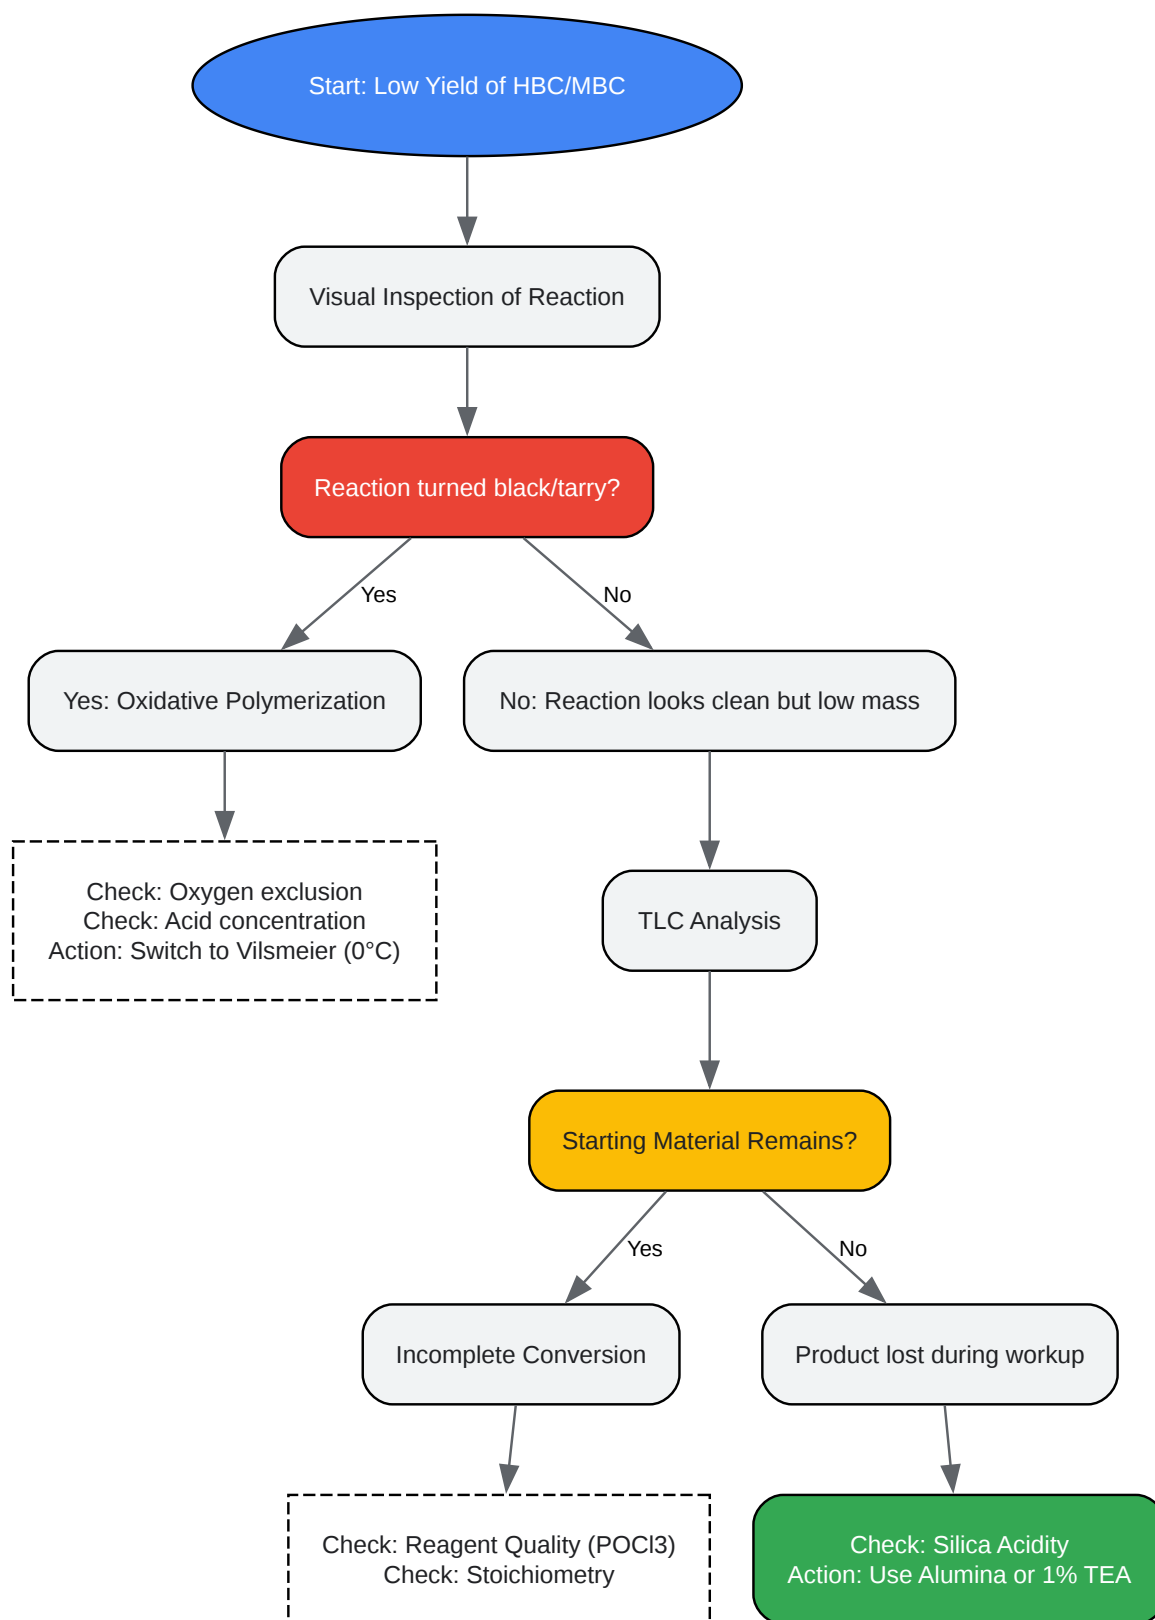 Start: Low Yield of HBC/MBC
Visual Inspection of Reaction
Reaction turned black/tarry?
Yes
No
Yes: Oxidative Polymerization
No: Reaction looks clean but low mass
Check: Oxygen exclusion
Check: Acid concentration
Action: Switch to Vilsmeier (0°C)
TLC Analysis
Starting Material Remains?
Yes
No
Incomplete Conversion
Product lost during workup
Check: Reagent Quality (POCl3)
Check: Stoichiometry
Check: Silica Acidity
Action: Use Alumina or 1% TEA